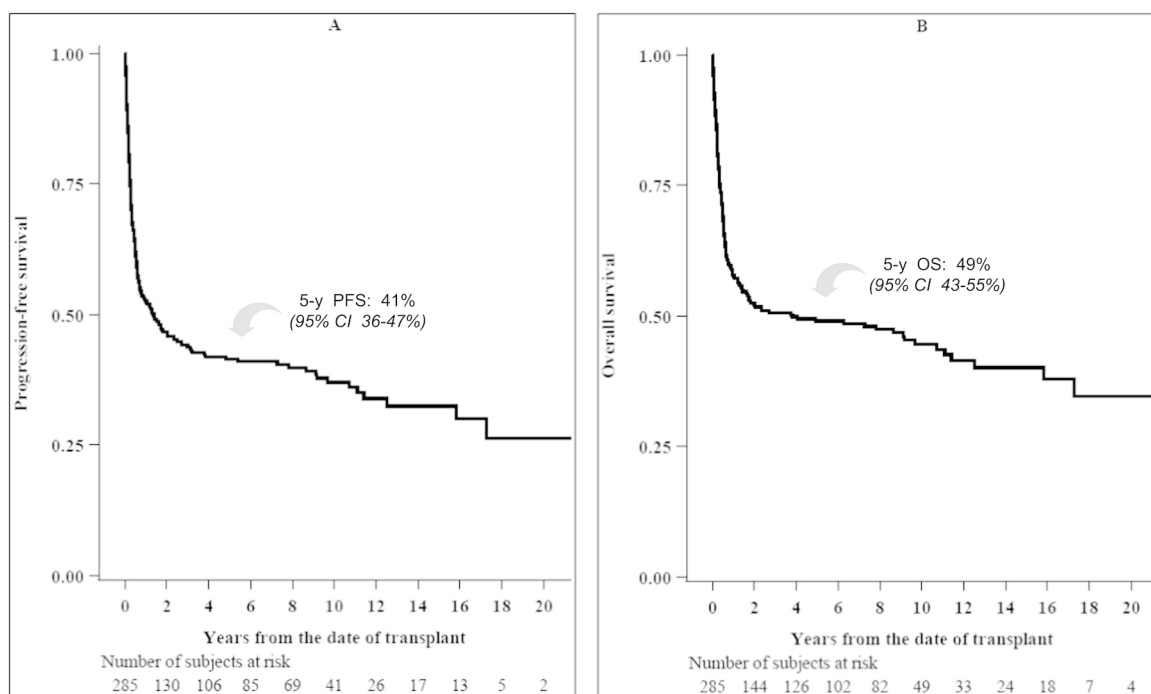 A
1.00
0.75
0.50
0.25
0.00
Progression-free survival
5-y PFS: 41%
(95% CI 36-47%)
0 2 4 6 8 10 12 14 16 18 20
Years from the date of transplant
Number of subjects at risk
285 130 106 85 69 41 26 17 13 5 2
B
1.00
0.75
0.50
0.25
0.00
Overall survival
5-y OS: 49%
(95% CI 43-55%)
0 2 4 6 8 10 12 14 16 18 20
Years from the date of transplant
Number of subjects at risk
285 144 126 102 82 49 33 24 18 7 4